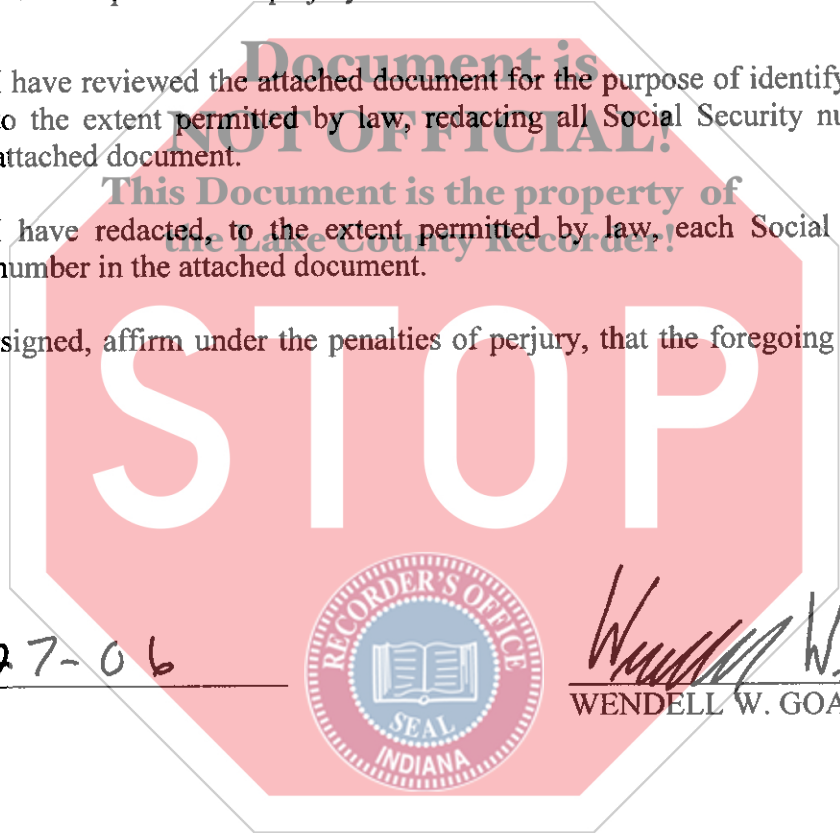 Document is
I have reviewed the attached document for the purpose of identify
to the extent permitted by law, redacting all Social Security nu
NOT OFFICIAL!
attached document.
This Document is the property of
I have redacted, to the extent permitted by law, each Social
the Lake County Recorder!
number in the attached document.
signed, affirm under the penalties of perjury, that the foregoing
STOP
RECORDER'S OFFICE
SEAL
INDIANA
27-06
WENDELL W. GOA